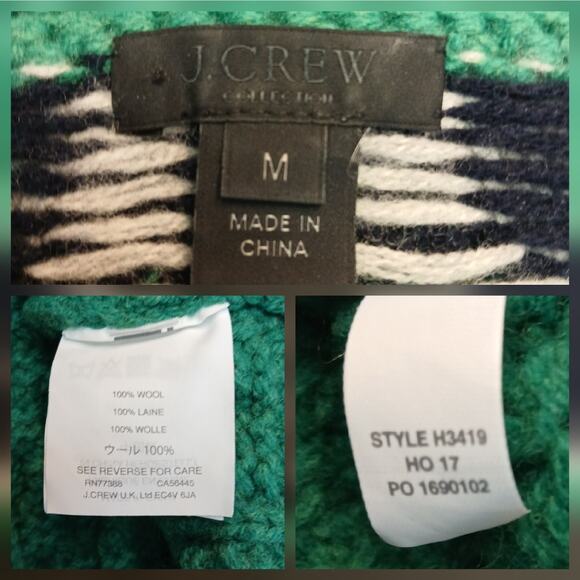 J.CREW
COLLECTION
M
MADE IN
CHINA
100% WOOL
100% LAINE
100% WOLLE
ウール 100%
SEE REVERSE FOR CARE
RN77388 CA56445
J.CREW U.K. Ltd EC4V 6JA
STYLE H3419
HO 17
PO 1690102